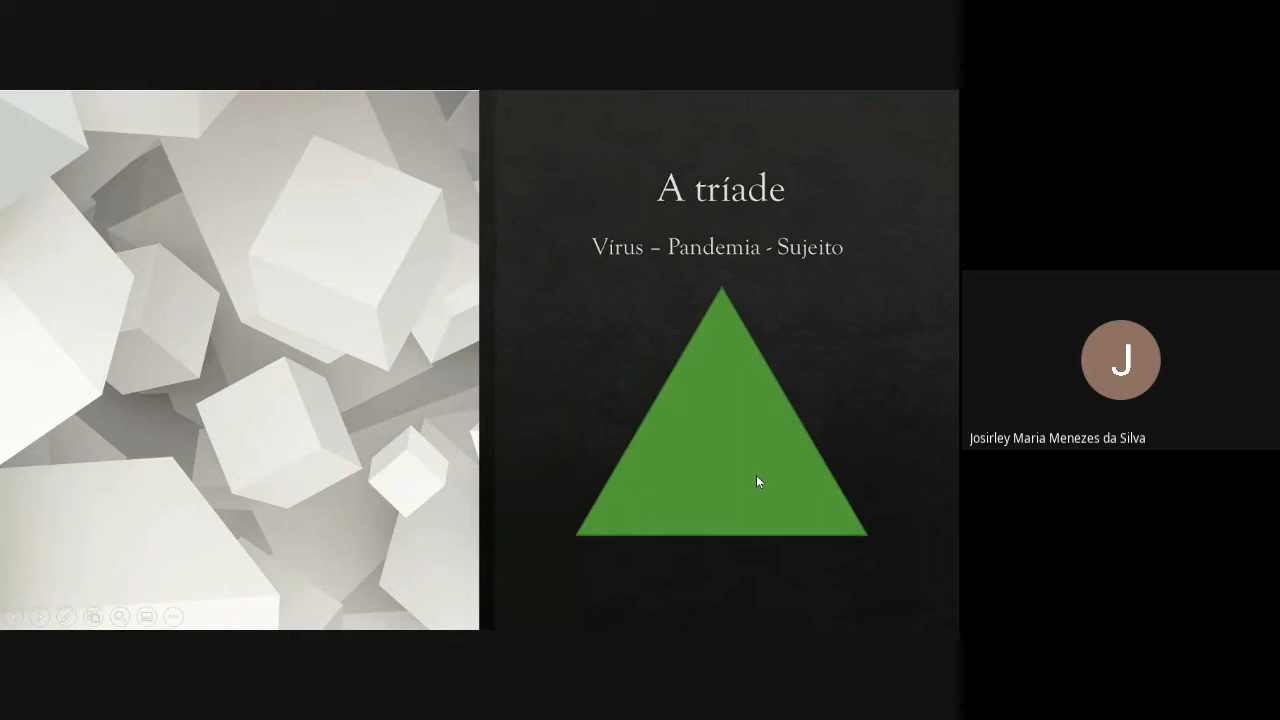 A tríade
Vírus – Pandemia - Sujeito
J
Josirley Maria Menezes da Silva